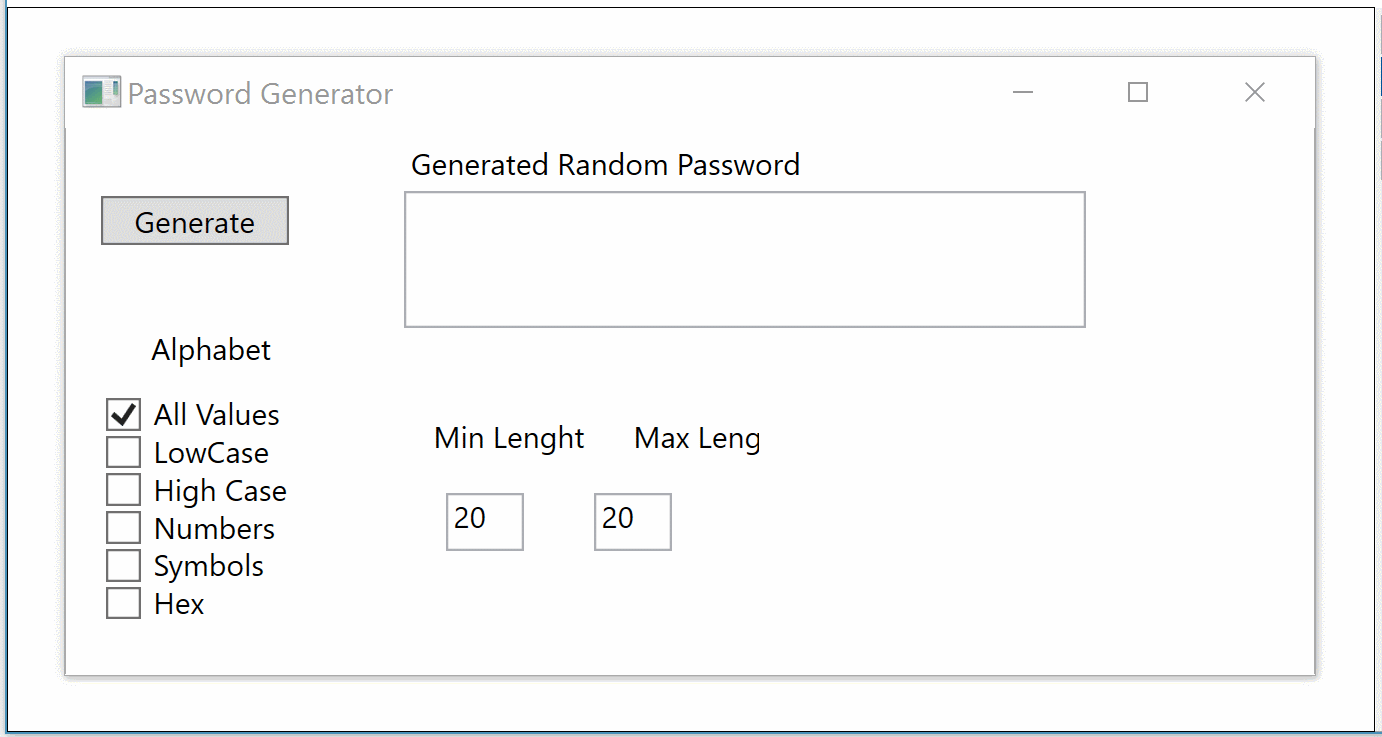 Password Generator
Generated Random Password
Generate
Alphabet
All Values
LowCase
High Case
Numbers
Symbols
Hex
Min Lenght Max Leng
20 20